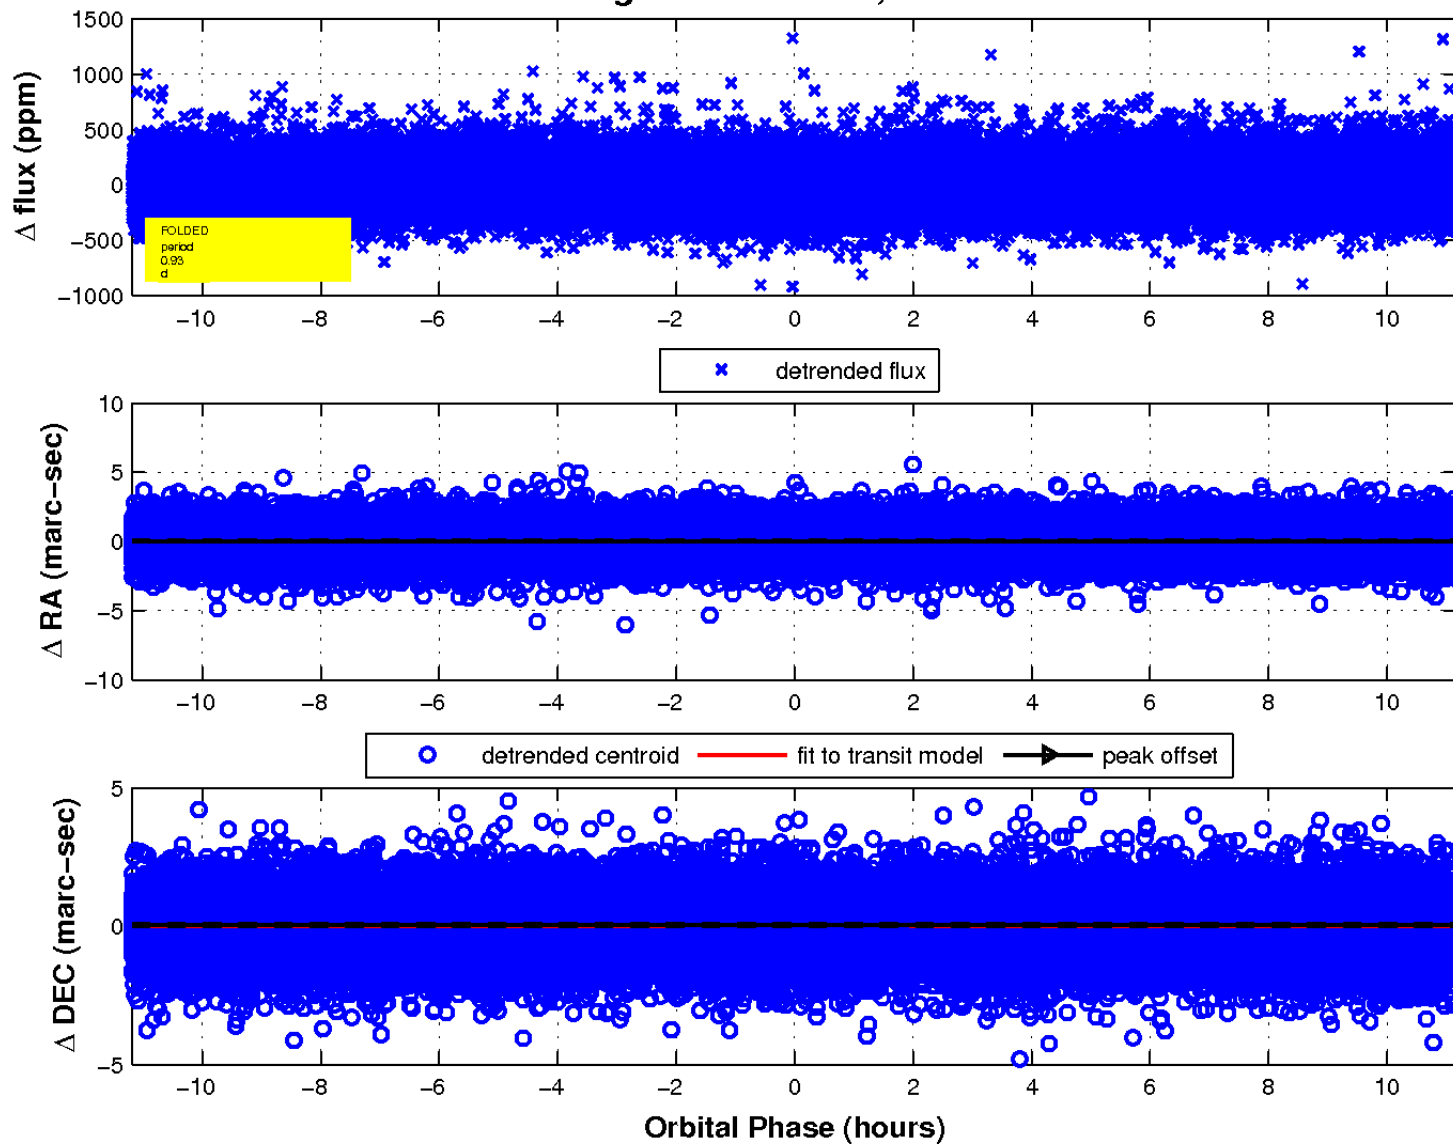 1500
1000
500
0
−500
−1000
Δ flux (ppm)
FOLDED
period
0.93
d
−10 −8 −6 −4 −2 0 2 4 6 8 10
detrended flux
10
5
0
−5
−10
Δ RA (marc−sec)
−10 −8 −6 −4 −2 0 2 4 6 8 10
detrended centroid fit to transit model peak offset
5
0
−5
Δ DEC (marc−sec)
−10 −8 −6 −4 −2 0 2 4 6 8 10
Orbital Phase (hours)